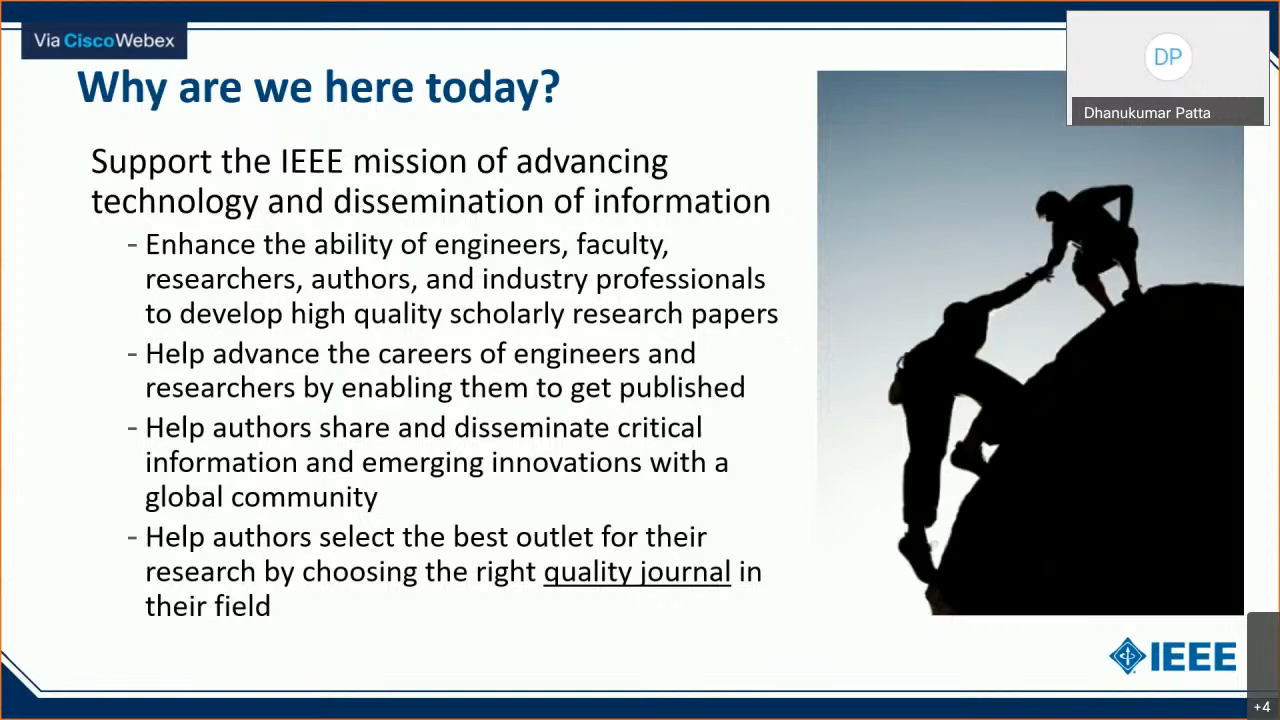 Via CiscoWebex
DP
Dhanukumar Patta
Why are we here today?
Support the IEEE mission of advancing
technology and dissemination of information
- Enhance the ability of engineers, faculty,
researchers, authors, and industry professionals
to develop high quality scholarly research papers
- Help advance the careers of engineers and
researchers by enabling them to get published
- Help authors share and disseminate critical
information and emerging innovations with a
global community
- Help authors select the best outlet for their
research by choosing the right quality journal in
their field
IEEE
+4